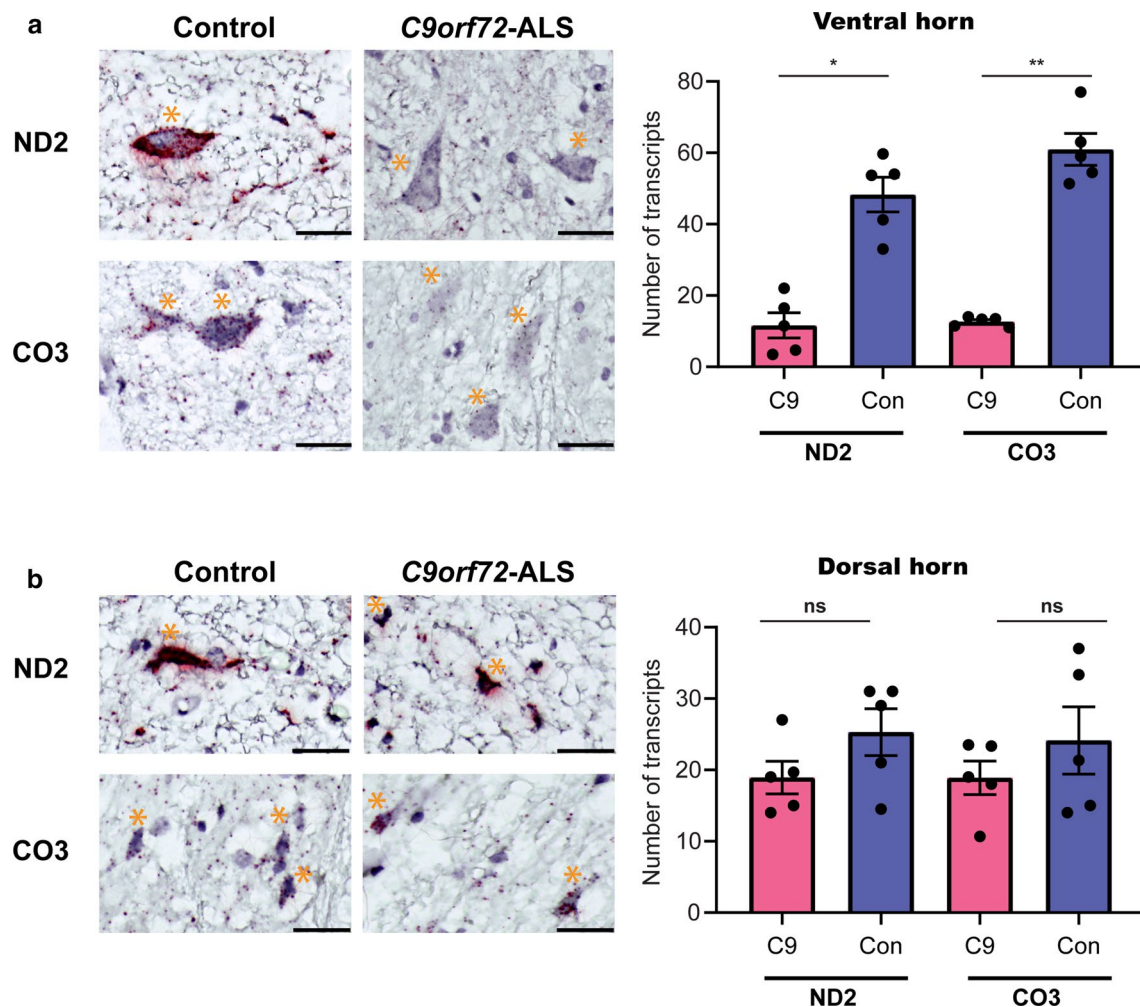 a
Control
C9orf72-ALS
ND2
CO3
Ventral horn
Number of transcripts
80
60
40
20
0
*
**
C9
Con
C9
Con
ND2
CO3
b
Control
C9orf72-ALS
ND2
CO3
Dorsal horn
Number of transcripts
40
30
20
10
0
ns
ns
C9
Con
C9
Con
ND2
CO3